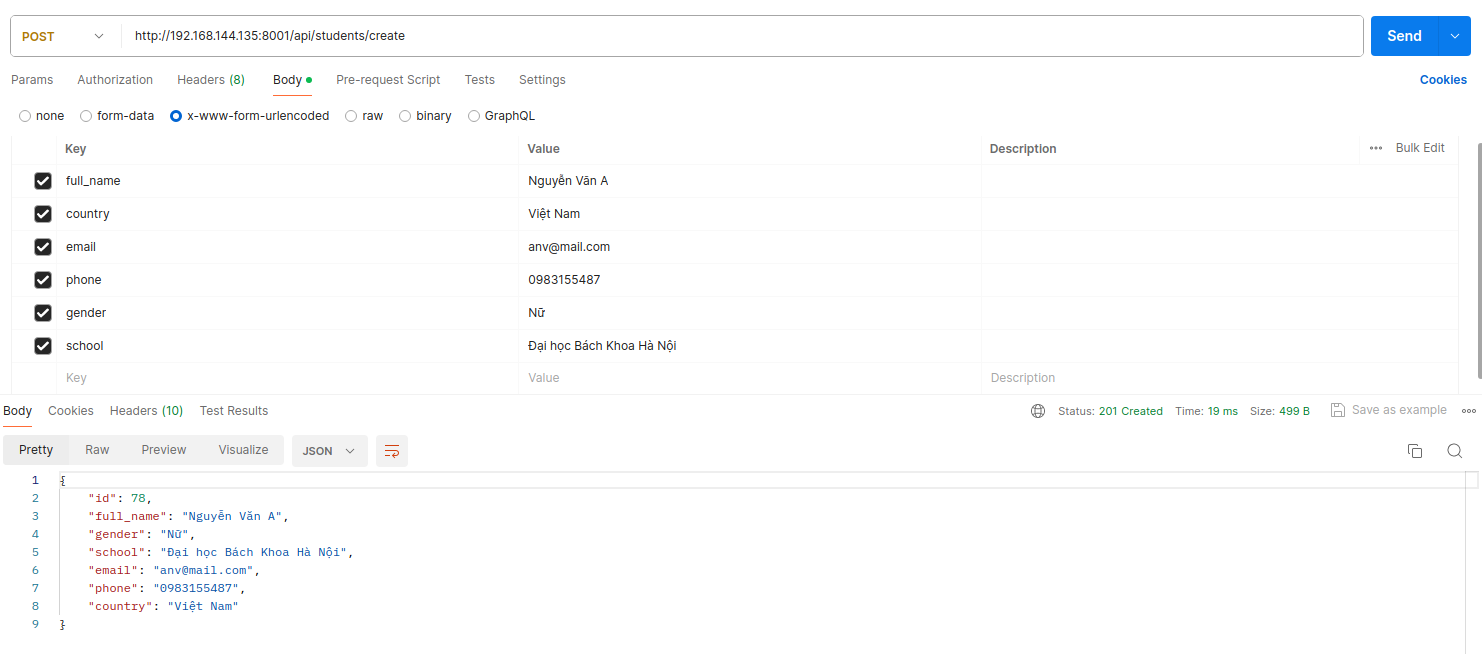 POST http://192.168.144.135:8001/api/students/create Send
Params Authorization Headers (8) Body Pre-request Script Tests Settings Cookies
none form-data x-www-form-urlencoded raw binary GraphQL
Key Value Description Bulk Edit
full_name Nguyễn Văn A
country Việt Nam
email anv@mail.com
phone 0983155487
gender Nữ
school Đại học Bách Khoa Hà Nội
Key Value Description
Body Cookies Headers (10) Test Results Status: 201 Created Time: 19 ms Size: 499 B Save as example
Pretty Raw Preview Visualize JSON
1 {
2 "id": 78,
3 "full_name": "Nguyễn Văn A",
4 "gender": "Nữ",
5 "school": "Đại học Bách Khoa Hà Nội",
6 "email": "anv@mail.com",
7 "phone": "0983155487",
8 "country": "Việt Nam"
9 }